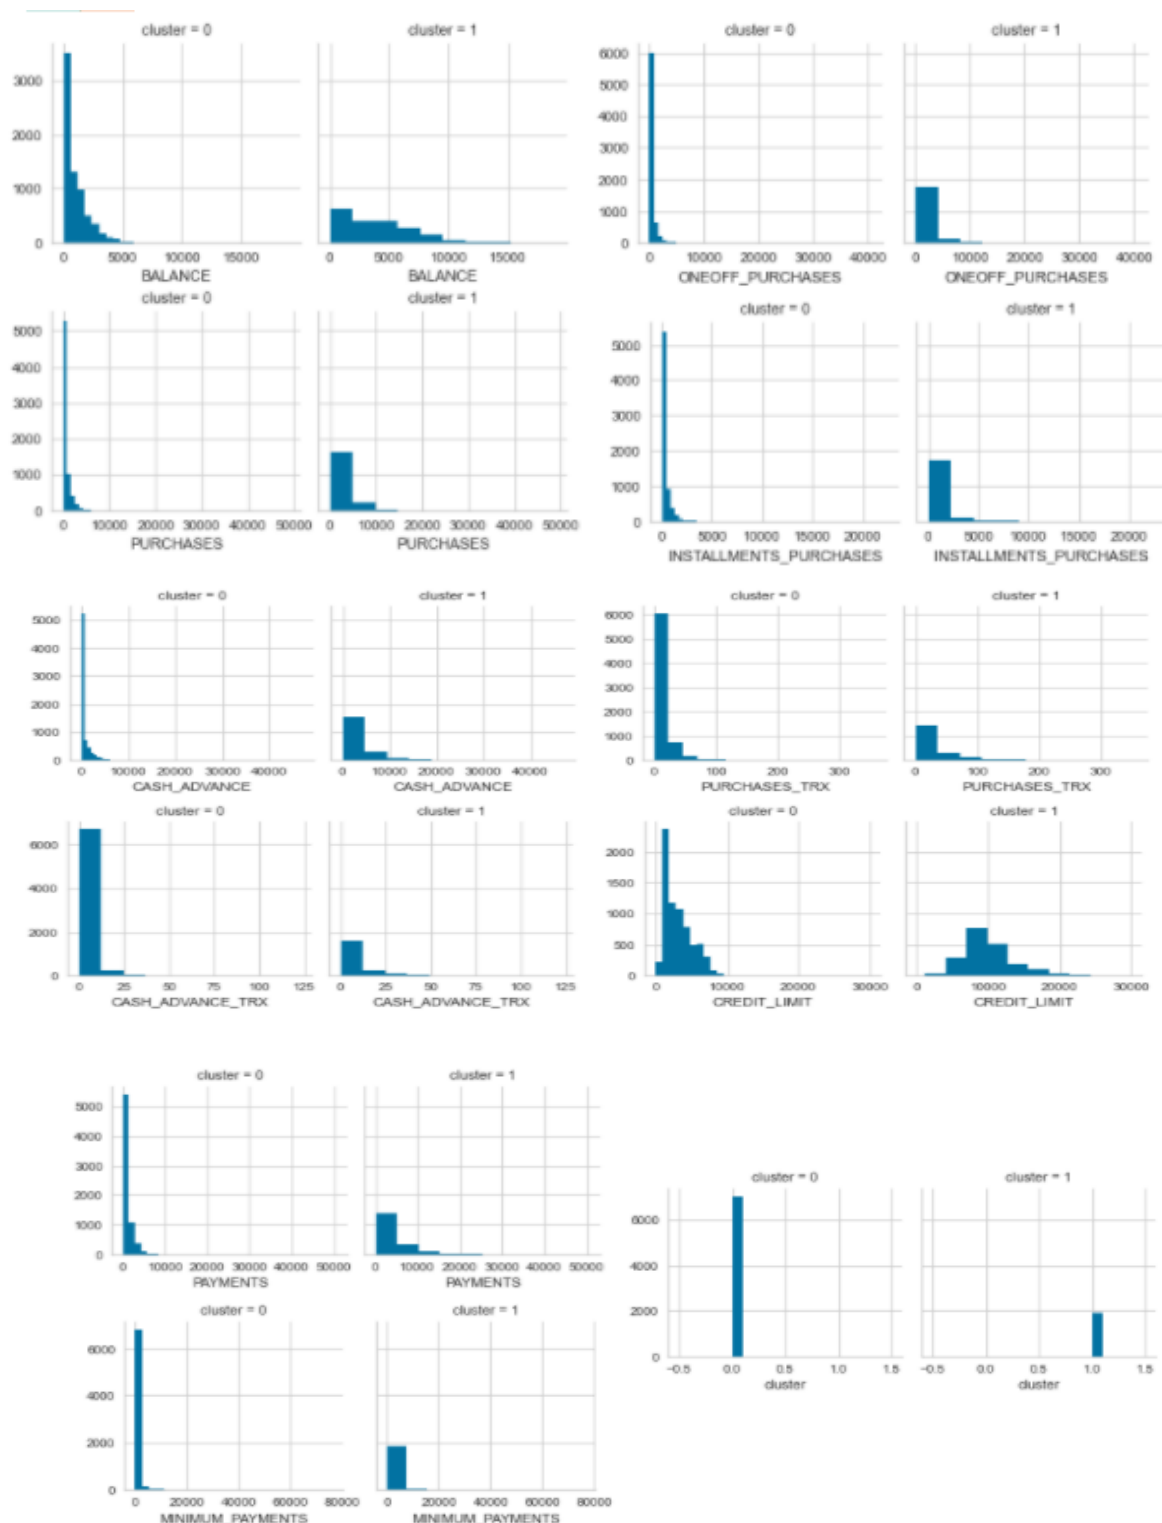 cluster = 0 cluster = 1
3000
2000
1000
0
0 5000 10000 15000 0 5000 10000 15000
BALANCE BALANCE
cluster = 0 cluster = 1
6000
5000
4000
3000
2000
1000
0
0 10000 20000 30000 40000 0 10000 20000 30000 40000
ONEOFF_PURCHASES ONEOFF_PURCHASES
cluster = 0 cluster = 1
5000
4000
3000
2000
1000
0
0 10000 20000 30000 40000 50000 0 10000 20000 30000 40000 50000
PURCHASES PURCHASES
cluster = 0 cluster = 1
5000
4000
3000
2000
1000
0
0 5000 10000 15000 20000 0 5000 10000 15000 20000
INSTALLMENTS_PURCHASES INSTALLMENTS_PURCHASES
cluster = 0 cluster = 1
5000
4000
3000
2000
1000
0
0 10000 20000 30000 40000 0 10000 20000 30000 40000
CASH_ADVANCE CASH_ADVANCE
cluster = 0 cluster = 1
6000
5000
4000
3000
2000
1000
0
0 100 200 300 0 100 200 300
PURCHASES_TRX PURCHASES_TRX
cluster = 0 cluster = 1
6000
4000
2000
0
0 25 50 75 100 125 0 25 50 75 100 125
CASH_ADVANCE_TRX CASH_ADVANCE_TRX
cluster = 0 cluster = 1
2000
1500
1000
500
0
0 10000 20000 30000 0 10000 20000 30000
CREDIT_LIMIT CREDIT_LIMIT
cluster = 0 cluster = 1
5000
4000
3000
2000
1000
0
0 10000 20000 30000 40000 50000 0 10000 20000 30000 40000 50000
PAYMENTS PAYMENTS
cluster = 0 cluster = 1
6000
4000
2000
0
−0.5 0.0 0.5 1.0 1.5 −0.5 0.0 0.5 1.0 1.5
cluster cluster
cluster = 0 cluster = 1
6000
4000
2000
0
0 20000 40000 60000 80000 0 20000 40000 60000 80000
MINIMUM_PAYMENTS MINIMUM_PAYMENTS